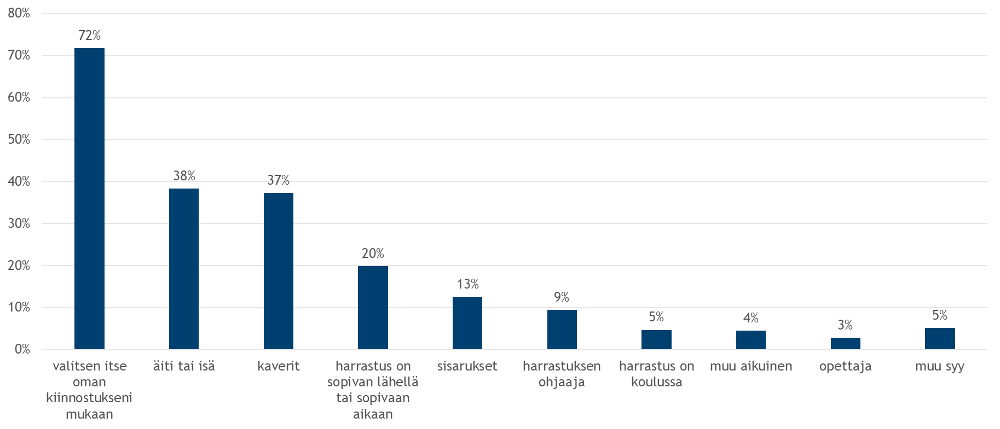 80%
70%
60%
50%
40%
30%
20%
10%
0%
72%
38%
37%
20%
13%
9%
5%
4%
3%
5%
valitsen itse
oman
kiinnostukseni
mukaan
äiti tai isä
kaverit
harrastus on
sopivan lähellä
tai sopivaan
aikaan
sisarukset
harrastuksen
ohjaaja
harrastus on
koulussa
muu aikuinen
opettaja
muu syy